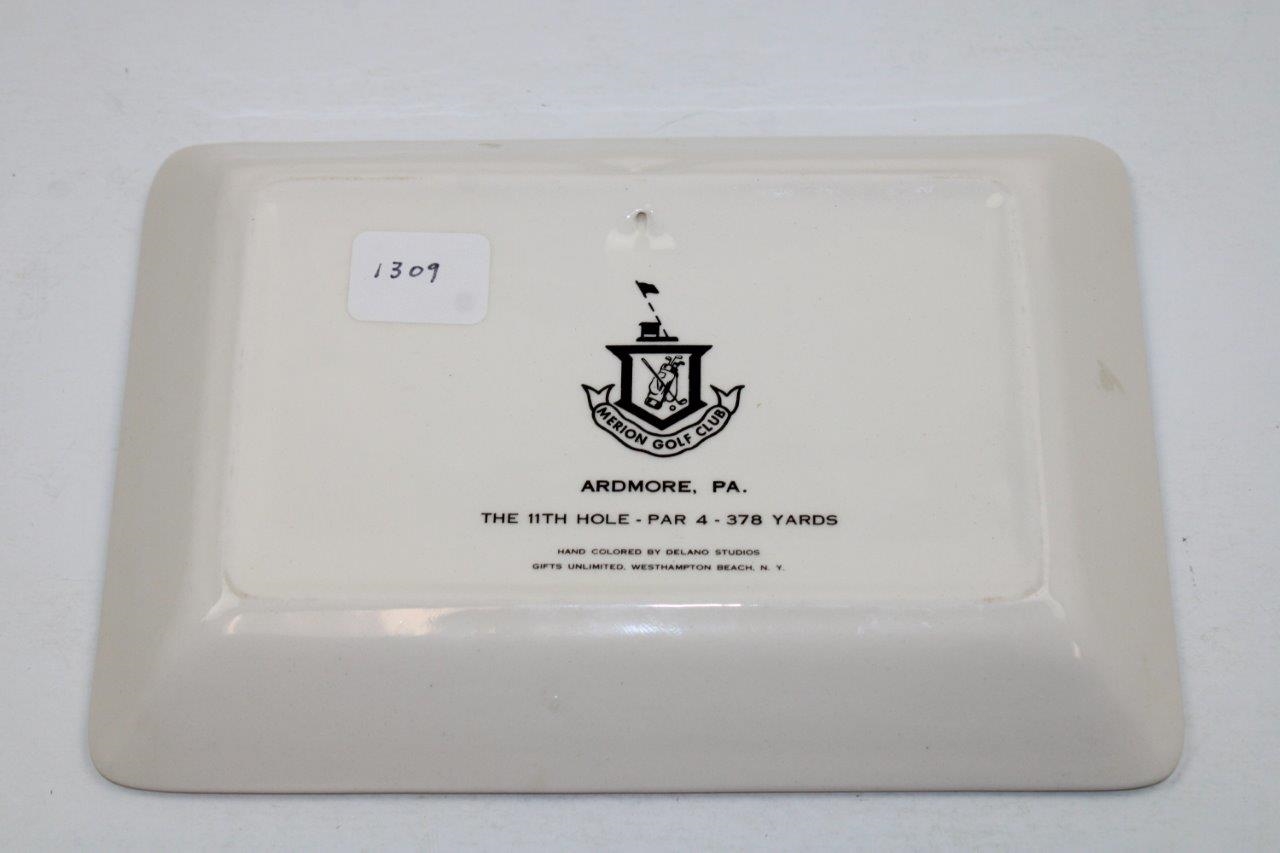 1309
MERION GOLF CLUB
ARDMORE, PA.
THE 11TH HOLE - PAR 4 - 378 YARDS
HAND COLORED BY DELANO STUDIOS
GIFTS UNLIMITED, WESTHAMPTON BEACH, N. Y.